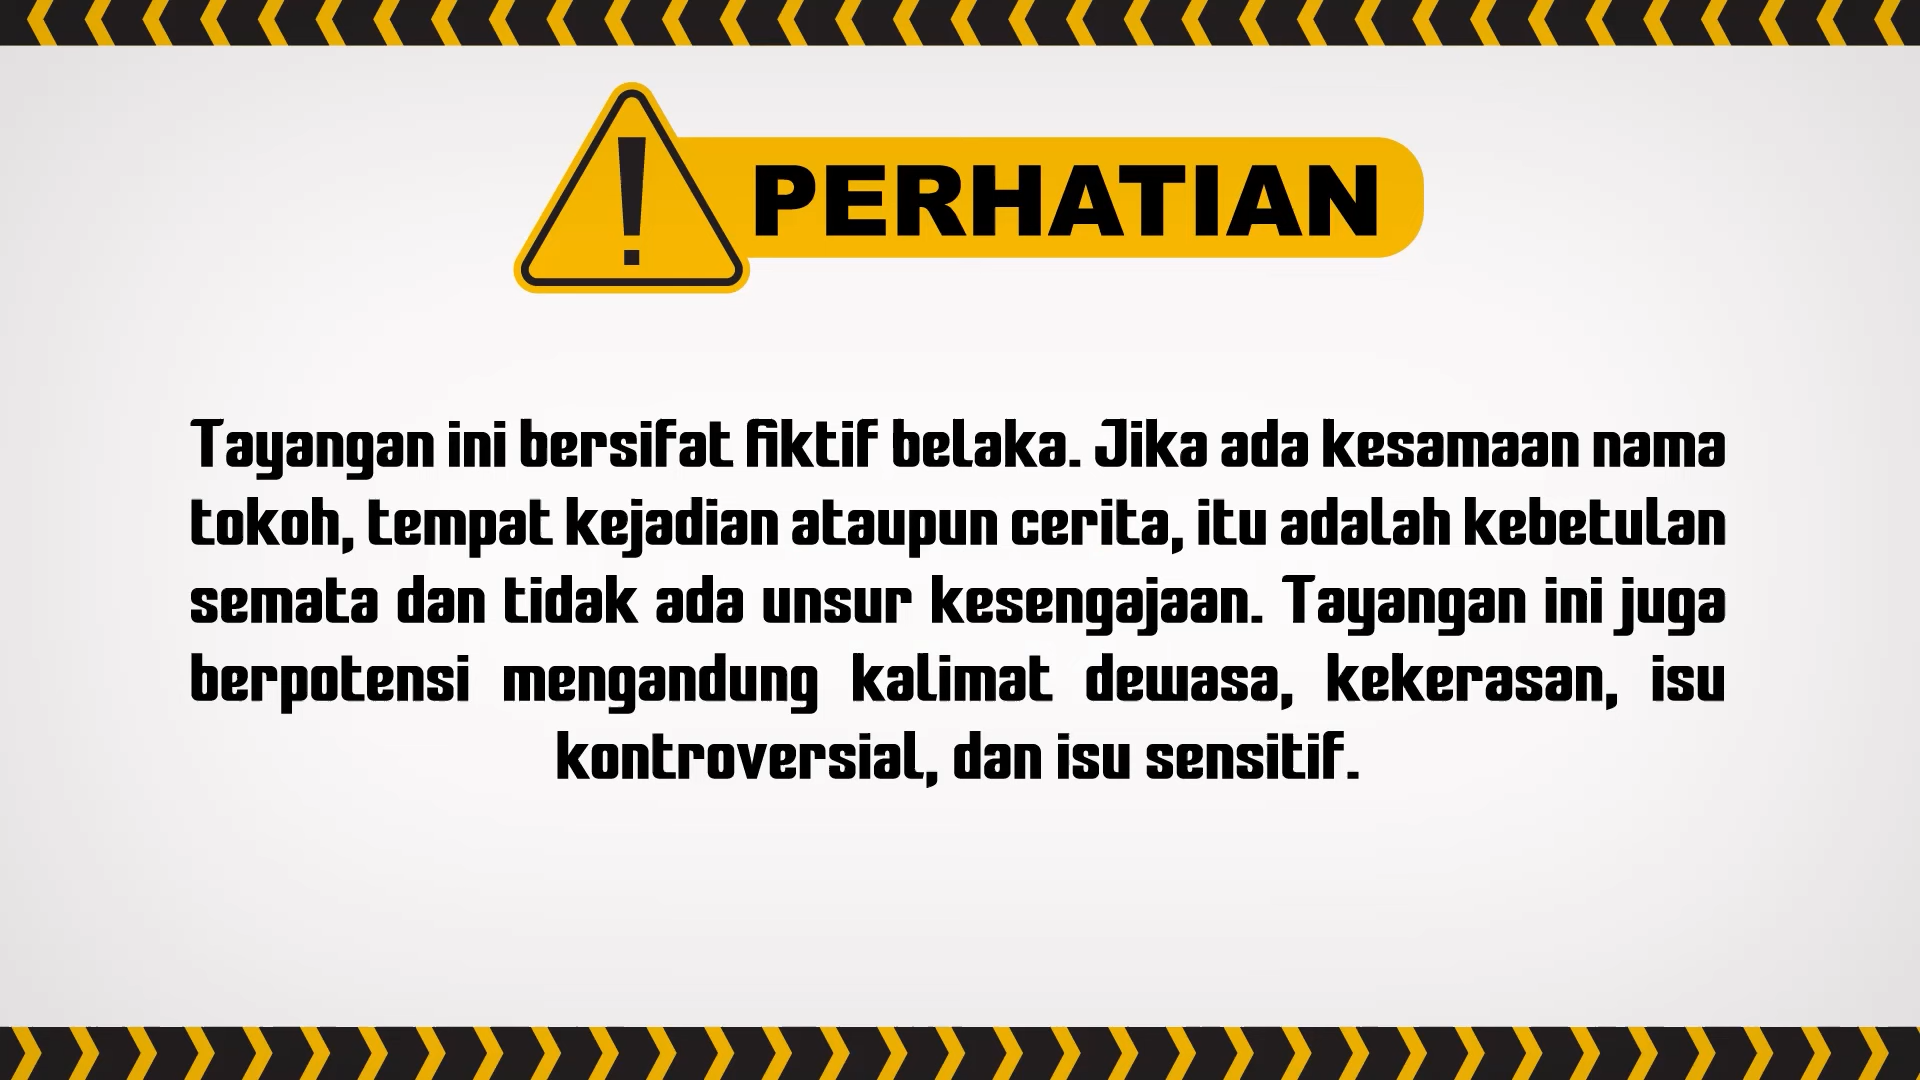 PERHATIAN
Tayangan ini bersifat fiktif belaka. Jika ada kesamaan nama
tokoh, tempat kejadian ataupun cerita, itu adalah kebetulan
semata dan tidak ada unsur kesengajaan. Tayangan ini juga
berpotensi mengandung kalimat dewasa, kekerasan, isu
kontroversial, dan isu sensitif.